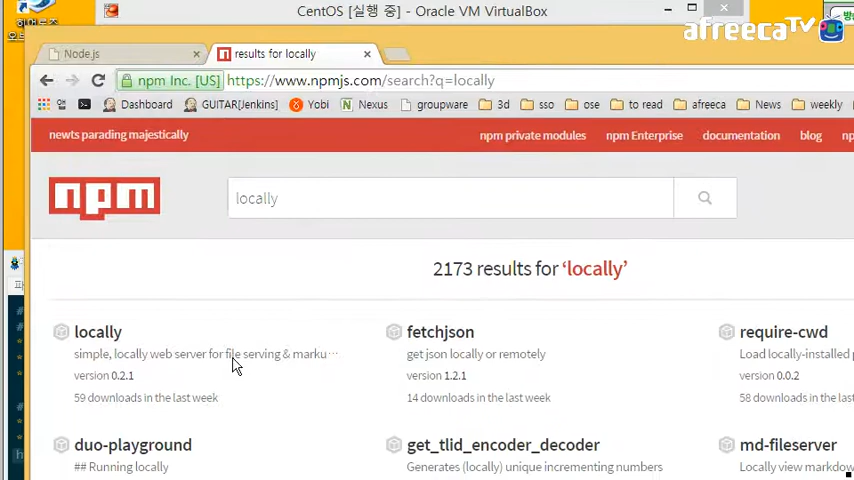 CentOS [실행 중] - Oracle VM VirtualBox
afreecaTV
Node.js
results for locally
npm Inc. [US] https://www.npmjs.com/search?q=locally
앱 Dashboard GUITAR[Jenkins] Yobi Nexus groupware 3d sso ose to read afreeca News weekly
newts parading majestically npm private modules npm Enterprise documentation blog
npm
locally
2173 results for ‘locally’
locally
simple, locally web server for file serving & marku…
version 0.2.1
59 downloads in the last week
fetchjson
get json locally or remotely
version 1.2.1
14 downloads in the last week
require-cwd
Load locally-installed
version 0.0.2
58 downloads in the last
duo-playground
## Running locally
get_tlid_encoder_decoder
Generates (locally) unique incrementing numbers
md-fileserver
Locally view markdow